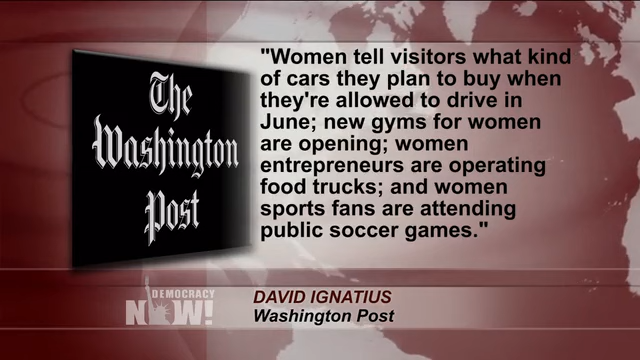 The
Washington
Post
"Women tell visitors what kind
of cars they plan to buy when
they're allowed to drive in
June; new gyms for women
are opening; women
entrepreneurs are operating
food trucks; and women
sports fans are attending
public soccer games."
DEMOCRACY
NOW!
DAVID IGNATIUS
Washington Post